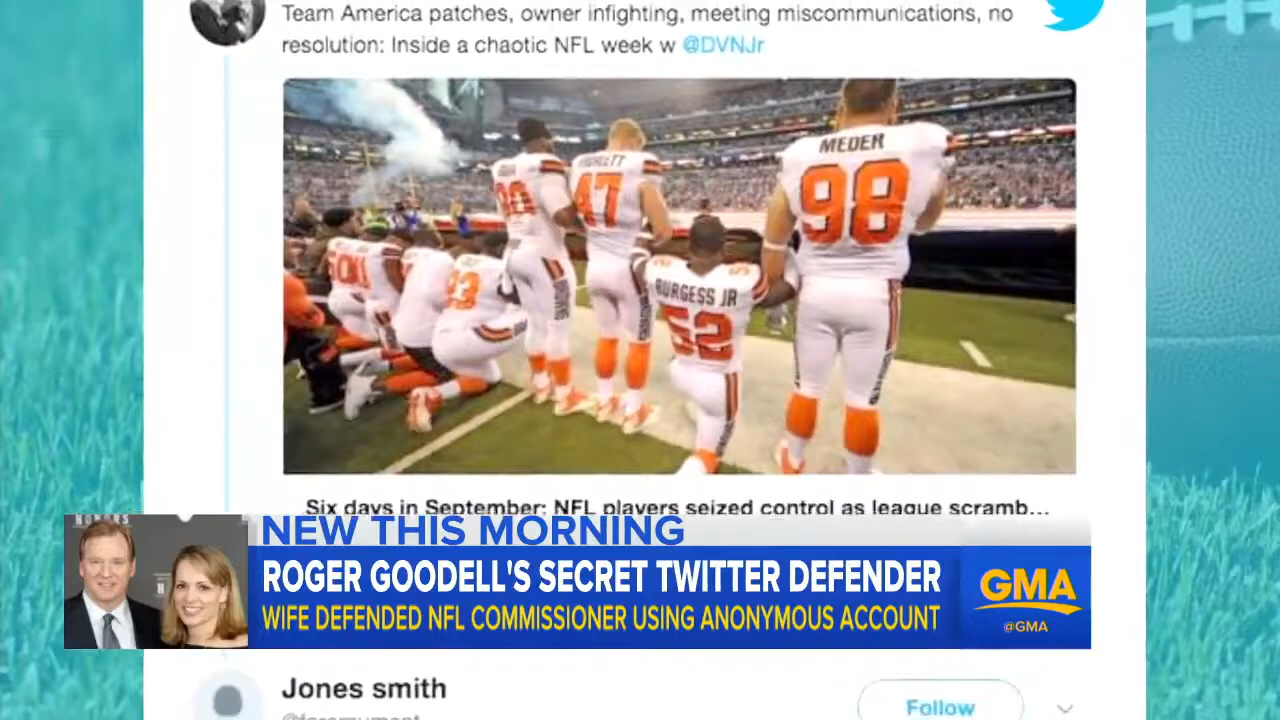 Team America patches, owner infighting, meeting miscommunications, no
resolution: Inside a chaotic NFL week w @DVNJr
MEDER
98
47
BURGESS JR
52
Six days in September: NFL players seized control as league scramb...
HONORS
NEW THIS MORNING
ROGER GOODELL'S SECRET TWITTER DEFENDER
WIFE DEFENDED NFL COMMISSIONER USING ANONYMOUS ACCOUNT
GMA
@GMA
Jones smith
Follow